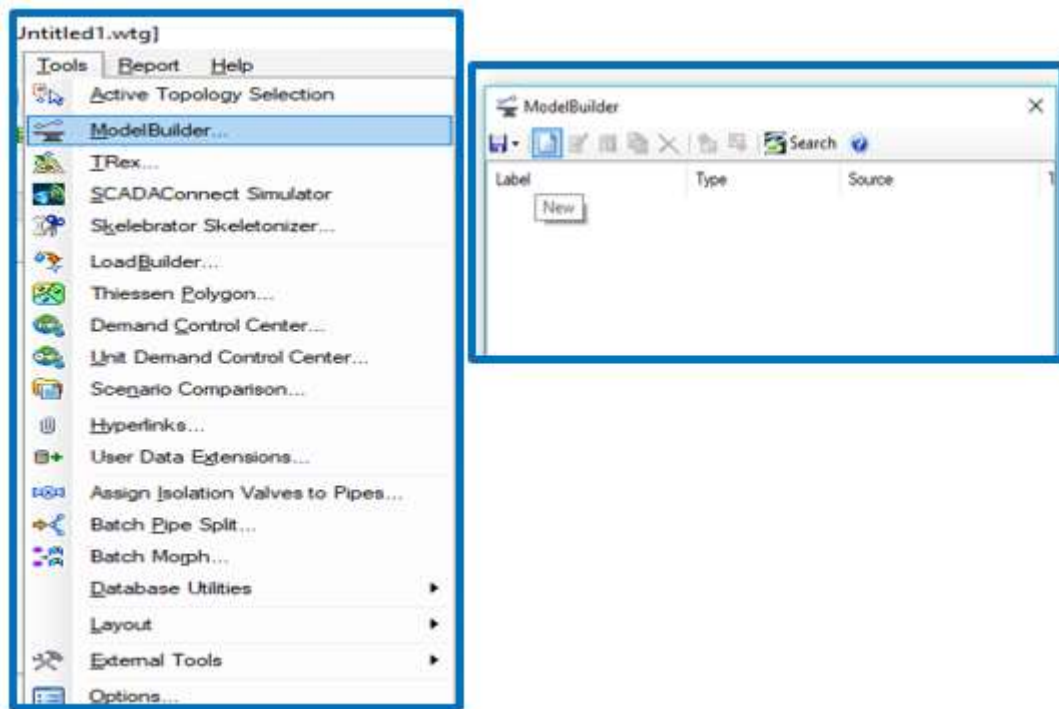 Untitled1.wtg]
Tools Report Help
Active Topology Selection
ModelBuilder...
TRex...
SCADAConnect Simulator
Skelebrator Skeletonizer...
LoadBuilder...
Thiessen Polygon...
Demand Control Center...
Unit Demand Control Center...
Scenario Comparison...
Hyperlinks...
User Data Extensions...
Assign Isolation Valves to Pipes...
Batch Pipe Split...
Batch Morph...
Database Utilities
Layout
External Tools
Options...
ModelBuilder
Search
Label Type Source T
New